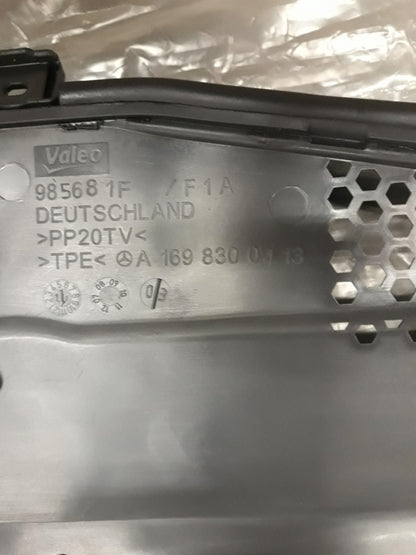 Valeo
985681F /F1A
DEUTSCHLAND
>PP20TV<
>TPE< A 169 830 01 13